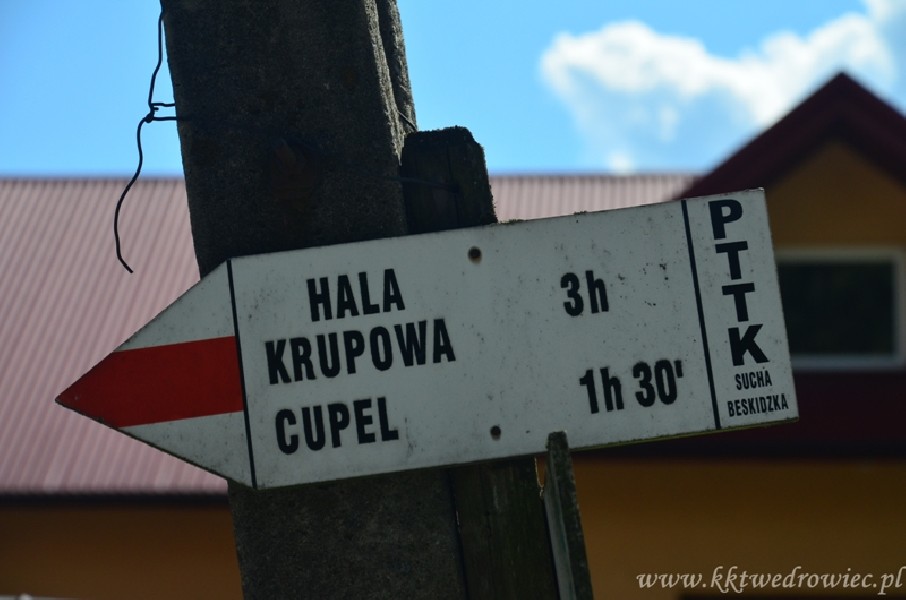 HALA 3h
KRUPOWA
CUPEL 1h 30'
PTTK
SUCHA
BESKIDZKA
www.kktwedrowiec.pl